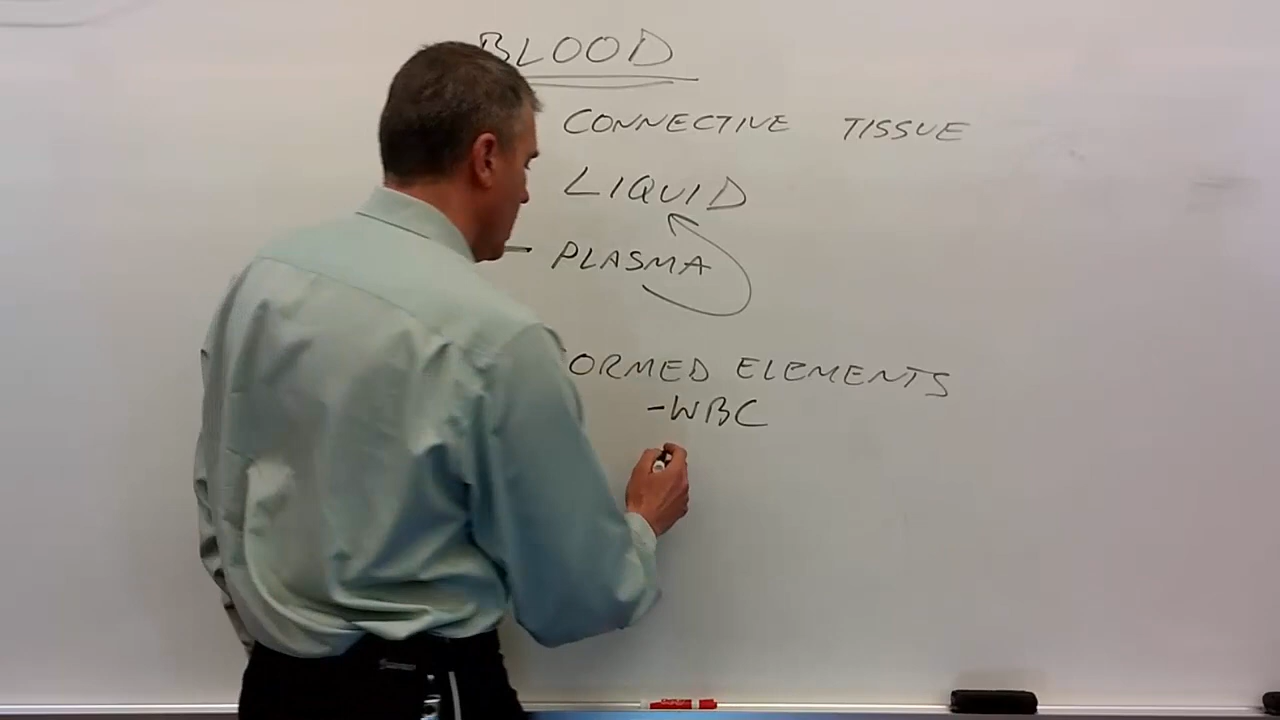 BLOOD
CONNECTIVE TISSUE
LIQUID
- PLASMA
ORMED ELEMENTS
-WBC